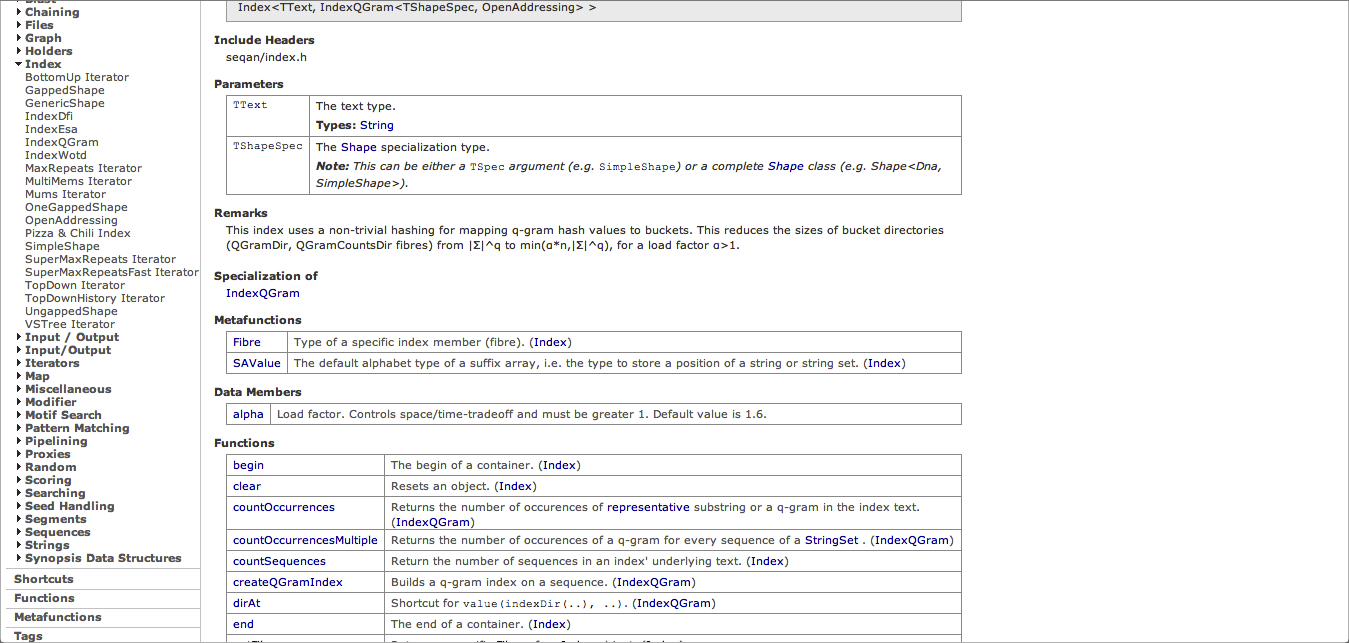 Chaining
Files
Graph
Holders
Index
BottomUp Iterator
GappedShape
GenericShape
IndexDfi
IndexEsa
IndexQGram
IndexWotd
MaxRepeats Iterator
MultiMems Iterator
Mums Iterator
OneGappedShape
OpenAddressing
Pizza & Chili Index
SimpleShape
SuperMaxRepeats Iterator
SuperMaxRepeatsFast Iterator
TopDown Iterator
TopDownHistory Iterator
UngappedShape
VSTree Iterator
Input / Output
Input/Output
Iterators
Map
Miscellaneous
Modifier
Motif Search
Pattern Matching
Pipelining
Proxies
Random
Scoring
Searching
Seed Handling
Segments
Sequences
Strings
Synopsis Data Structures
Shortcuts
Functions
Metafunctions
Tags
Index<TText, IndexQGram<TShapeSpec, OpenAddressing> >
Include Headers
seqan/index.h
Parameters
TText The text type.
Types: String
TShapeSpec The Shape specialization type.
Note: This can be either a TSpec argument (e.g. SimpleShape) or a complete Shape class (e.g. Shape<Dna,
SimpleShape>).
Remarks
This index uses a non-trivial hashing for mapping q-gram hash values to buckets. This reduces the sizes of bucket directories
(QGramDir, QGramCountsDir fibres) from |Σ|^q to min(α*n,|Σ|^q), for a load factor α>1.
Specialization of
IndexQGram
Metafunctions
Fibre Type of a specific index member (fibre). (Index)
SAValue The default alphabet type of a suffix array, i.e. the type to store a position of a string or string set. (Index)
Data Members
alpha Load factor. Controls space/time-tradeoff and must be greater 1. Default value is 1.6.
Functions
begin The begin of a container. (Index)
clear Resets an object. (Index)
countOccurrences Returns the number of occurences of representative substring or a q-gram in the index text.
(IndexQGram)
countOccurrencesMultiple Returns the number of occurences of a q-gram for every sequence of a StringSet . (IndexQGram)
countSequences Return the number of sequences in an index' underlying text. (Index)
createQGramIndex Builds a q-gram index on a sequence. (IndexQGram)
dirAt Shortcut for value(indexDir(..), ..). (IndexQGram)
end The end of a container. (Index)